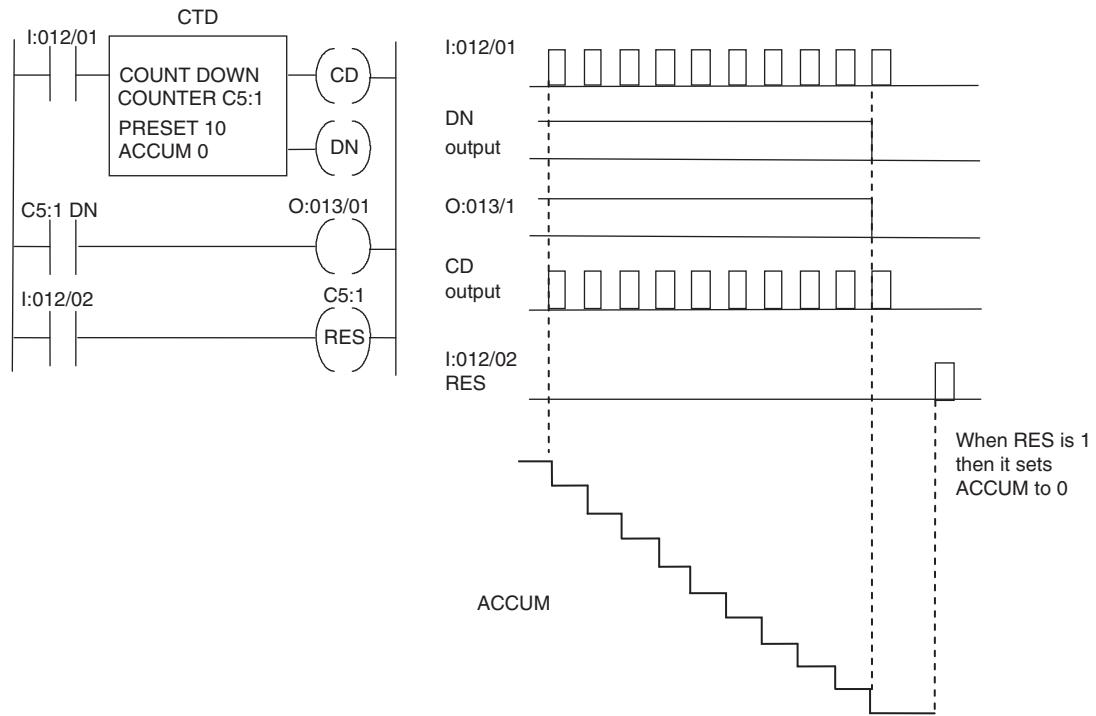 CTD
I:012/01
COUNT DOWN
COUNTER C5:1
PRESET 10
ACCUM 0
CD
DN
C5:1 DN
O:013/01
I:012/02
C5:1
RES
I:012/01
DN
output
O:013/1
CD
output
I:012/02
RES
When RES is 1
then it sets
ACCUM to 0
ACCUM